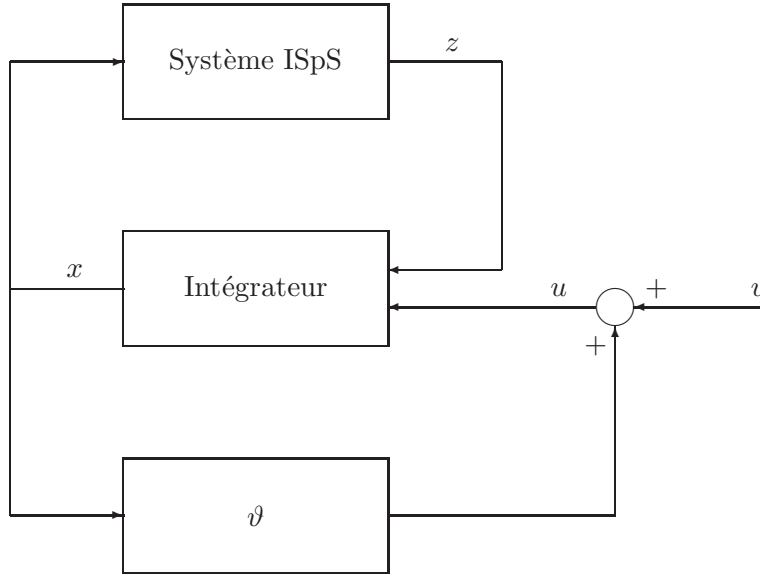 z
Système ISpS
x
Intégrateur
u
+
+
ϑ